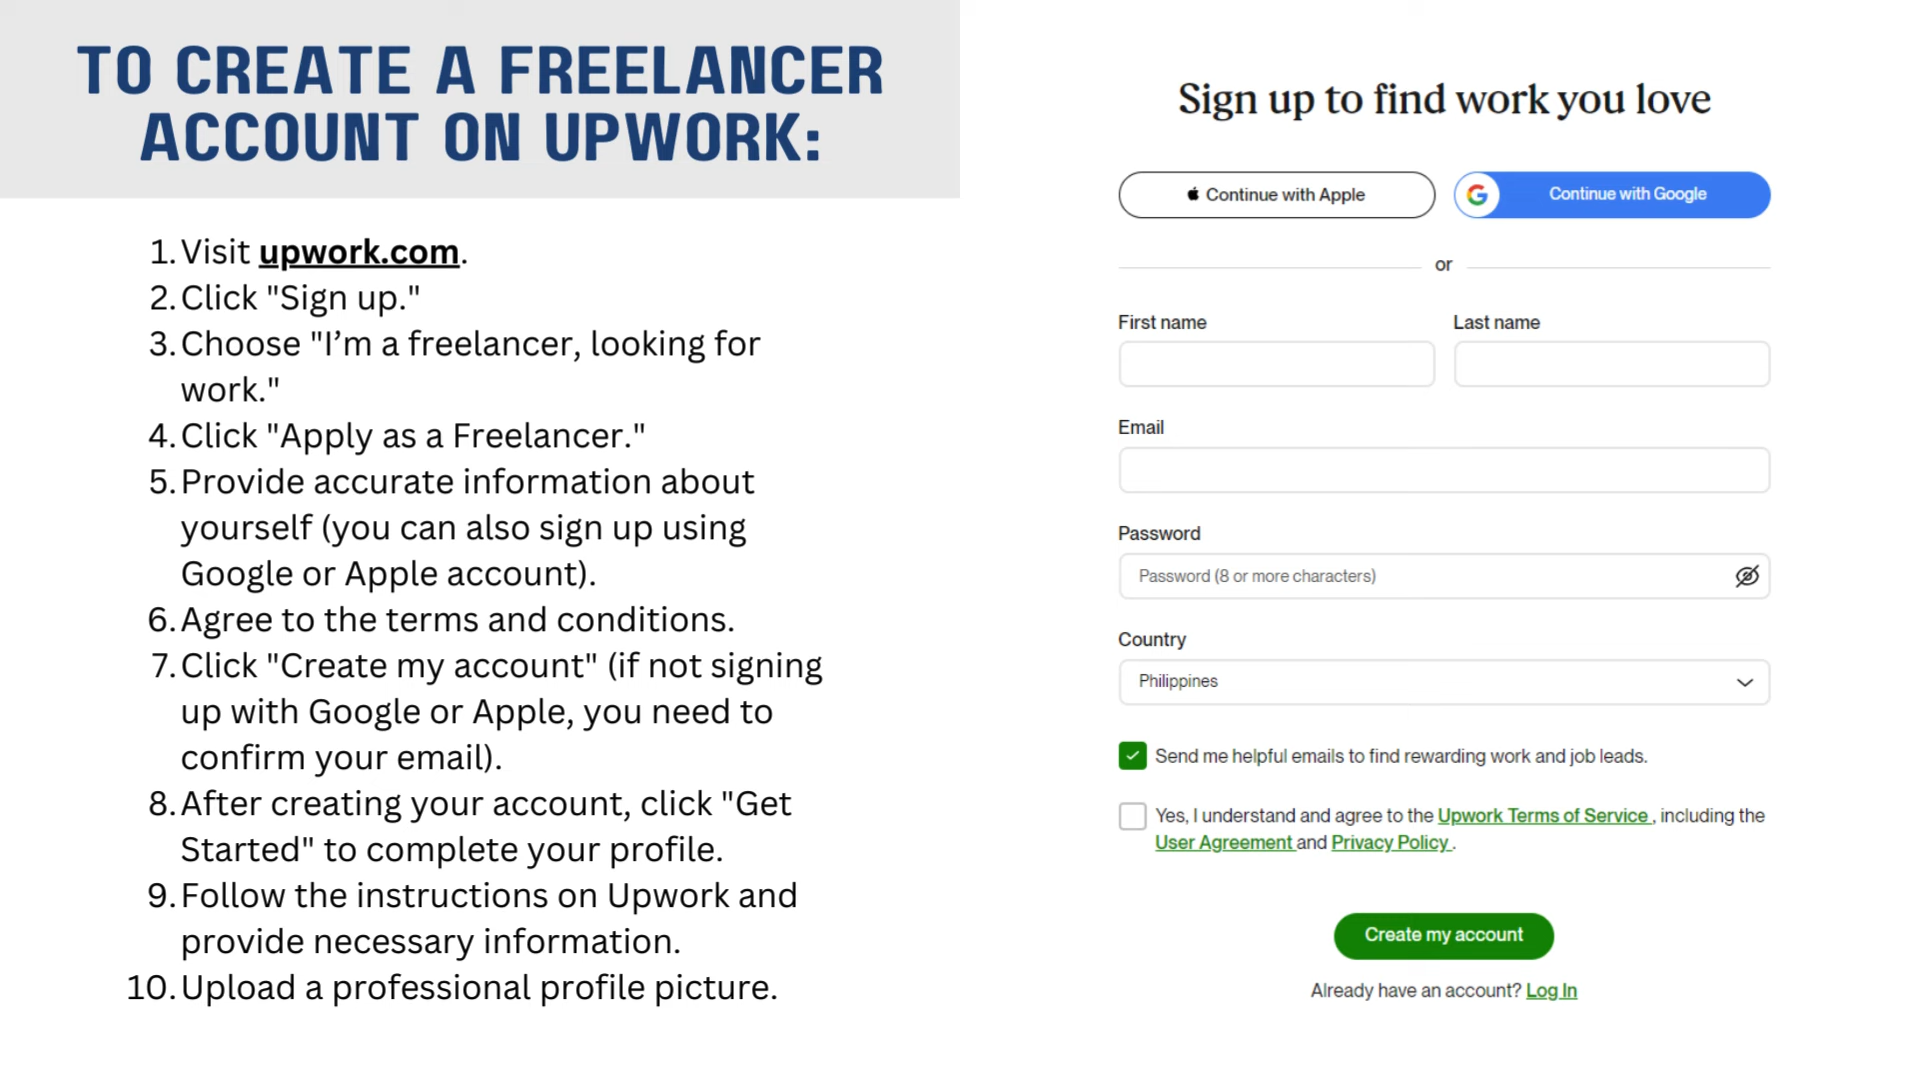 TO CREATE A FREELANCER
ACCOUNT ON UPWORK:
1. Visit upwork.com.
2. Click "Sign up."
3. Choose "I’m a freelancer, looking for
work."
4. Click "Apply as a Freelancer."
5. Provide accurate information about
yourself (you can also sign up using
Google or Apple account).
6. Agree to the terms and conditions.
7. Click "Create my account" (if not signing
up with Google or Apple, you need to
confirm your email).
8. After creating your account, click "Get
Started" to complete your profile.
9. Follow the instructions on Upwork and
provide necessary information.
10. Upload a professional profile picture.
Sign up to find work you love
Continue with Apple
Continue with Google
or
First name
Last name
Email
Password
Password (8 or more characters)
Country
Philippines
Send me helpful emails to find rewarding work and job leads.
Yes, I understand and agree to the Upwork Terms of Service , including the
User Agreement and Privacy Policy .
Create my account
Already have an account? Log In